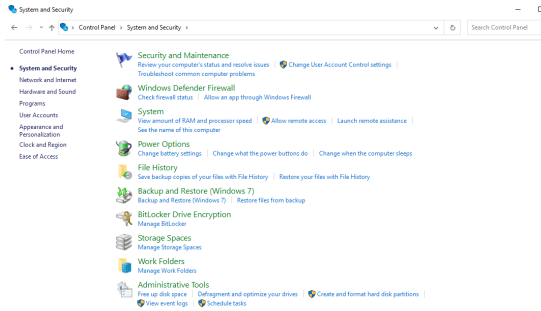 System and Security
Control Panel > System and Security >
Search Control Panel
Control Panel Home
System and Security
Network and Internet
Hardware and Sound
Programs
User Accounts
Appearance and
Personalization
Clock and Region
Ease of Access
Security and Maintenance
Review your computer's status and resolve issues | Change User Account Control settings |
Troubleshoot common computer problems
Windows Defender Firewall
Check firewall status | Allow an app through Windows Firewall
System
View amount of RAM and processor speed | Allow remote access | Launch remote assistance |
See the name of this computer
Power Options
Change battery settings | Change what the power buttons do | Change when the computer sleeps
File History
Save backup copies of your files with File History | Restore your files with File History
Backup and Restore (Windows 7)
Backup and Restore (Windows 7) | Restore files from backup
BitLocker Drive Encryption
Manage BitLocker
Storage Spaces
Manage Storage Spaces
Work Folders
Manage Work Folders
Administrative Tools
Free up disk space | Defragment and optimize your drives | Create and format hard disk partitions |
View event logs | Schedule tasks